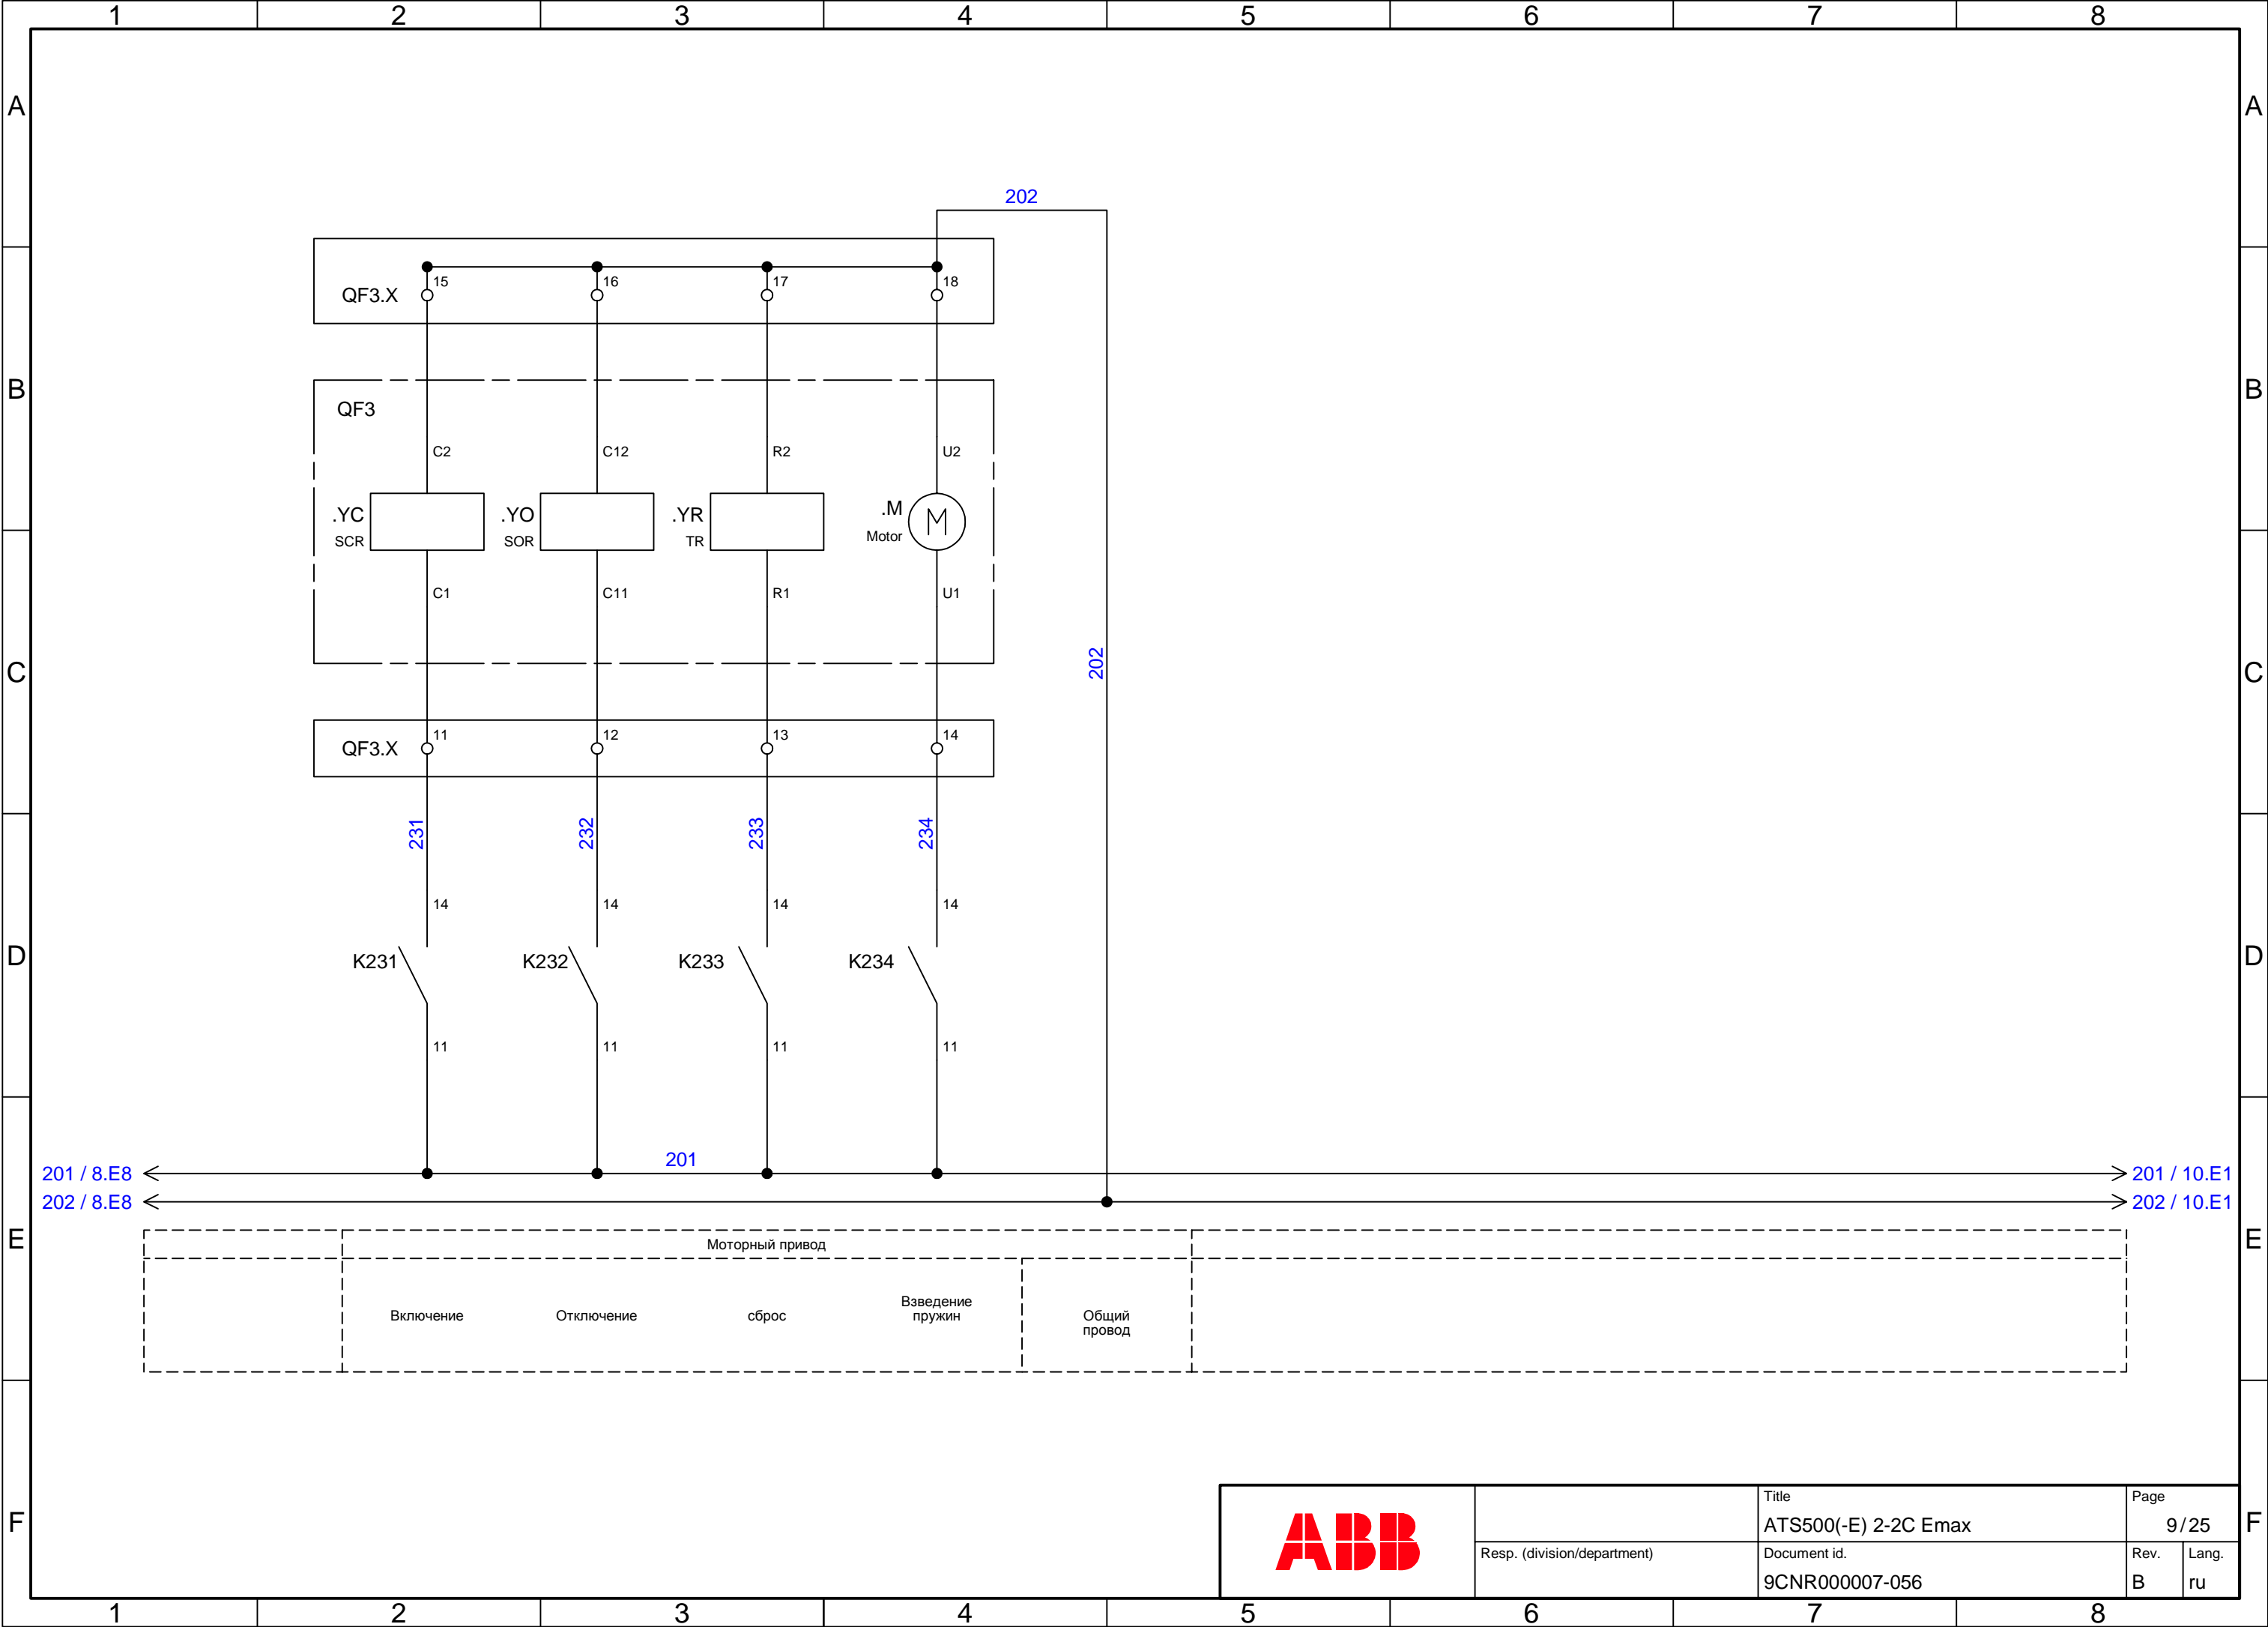 1 2 3 4 5 6 7 8
A A
202
15 16 17 18
QF3.X
B B
QF3
C2 C12 R2 U2
.YC .YO .YR .M M
SCR SOR TR Motor
C1 C11 R1 U1
202
C C
11 12 13 14
QF3.X
231 232 233 234
14 14 14 14
D D
K231 K232 K233 K234
11 11 11 11
201
201 / 8.E8 201 / 10.E1
202 / 8.E8 202 / 10.E1
E E
Моторный привод
Включение Отключение сброс Взведение пружин Общий провод
F F
ABB
Title
ATS500(-E) 2-2C Emax
Page
9/25
Resp. (division/department)
Document id.
9CNR000007-056
Rev.
B
Lang.
ru
1 2 3 4 5 6 7 8